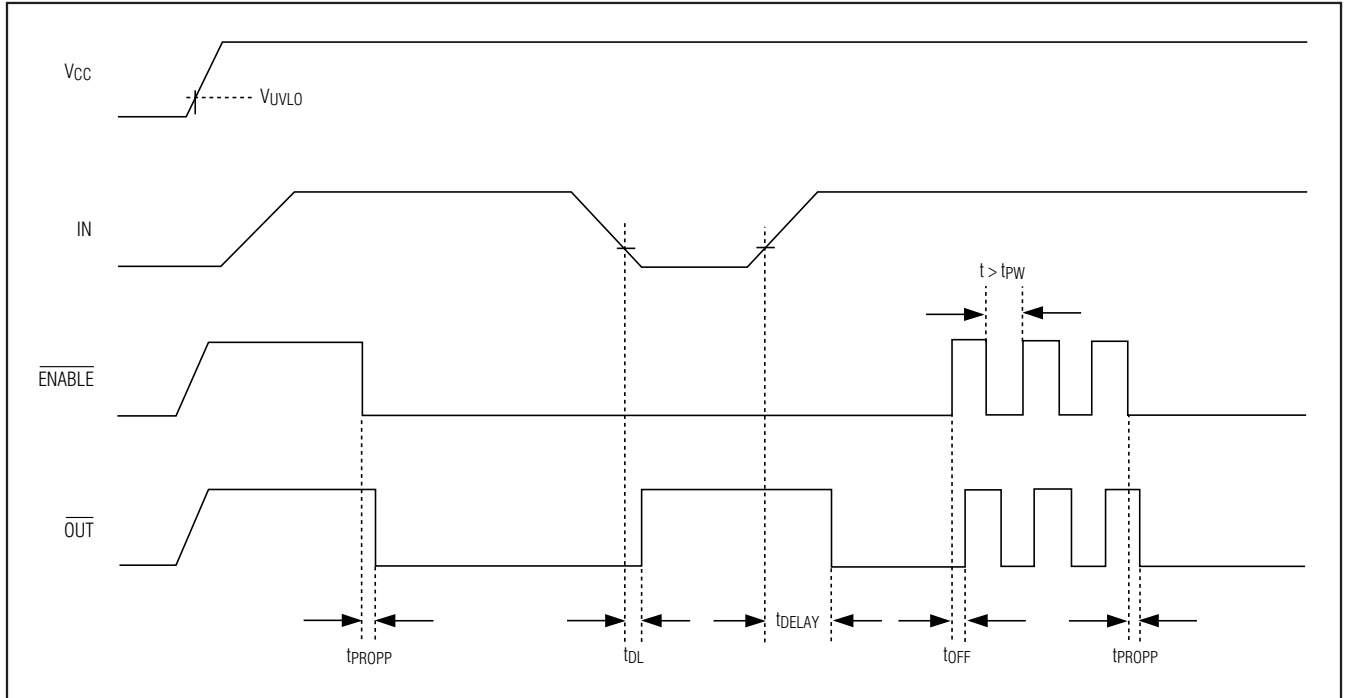 VCC
VUVLO
IN
t > tPW
ENABLE
OUT
tDELAY
tPROPP
tDL
tOFF
tPROPP